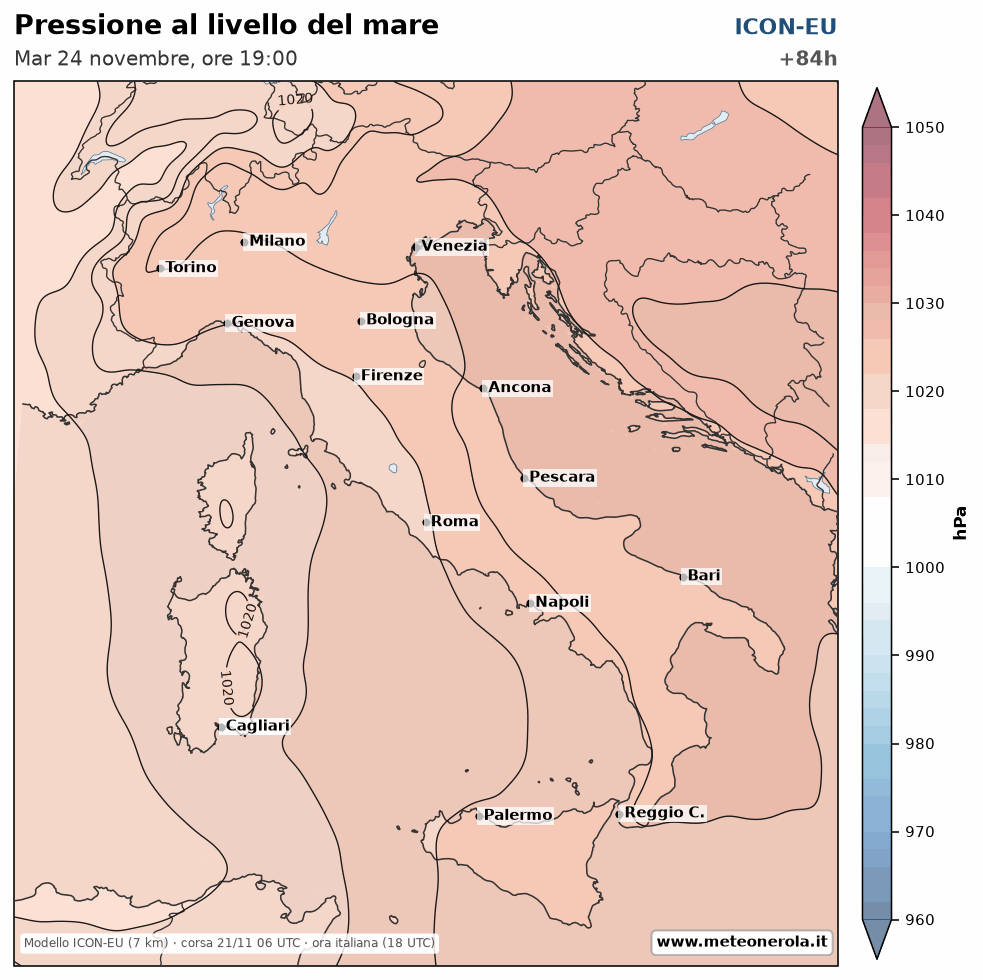 Pressione al livello del mare
ICON-EU
Mar 24 novembre, ore 19:00
+84h
1020
Milano
Venezia
Torino
Genova
Bologna
Firenze
Ancona
Pescara
Roma
Bari
Napoli
1020
1020
Cagliari
Palermo
Reggio C.
Modello ICON-EU (7 km) · corsa 21/11 06 UTC · ora italiana (18 UTC)
www.meteonerola.it
1050
1040
1030
1020
1010
1000
990
980
970
960
hPa